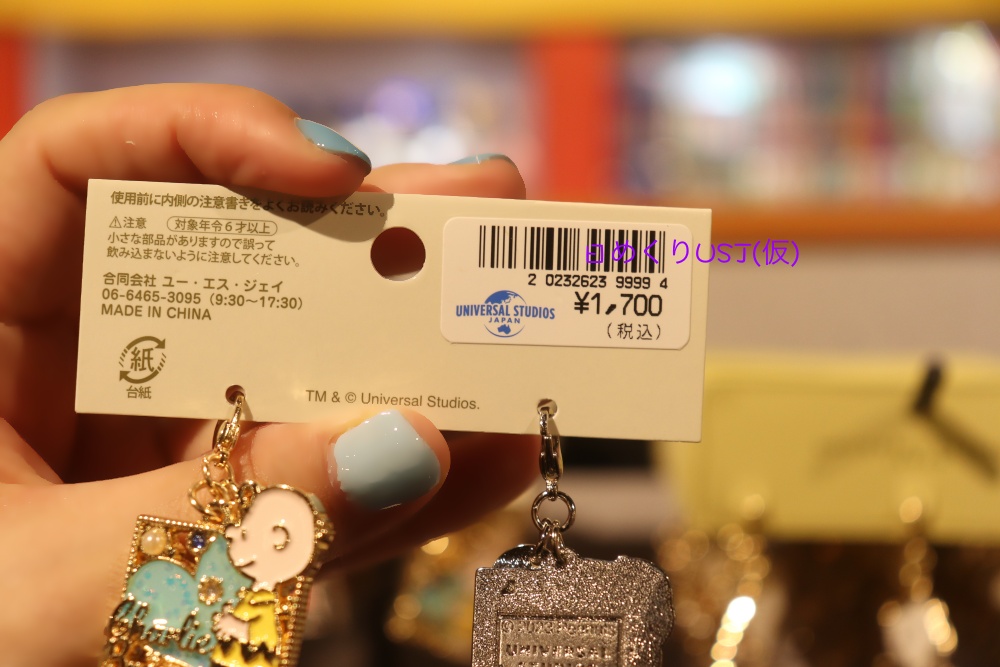 使用前に内側の注意書きをよくお読みください。
⚠注意 対象年令6才以上
小さな部品がありますので誤って
飲み込まないように注意してください。
合同会社 ユー・エス・ジェイ
06-6465-3095（9:30〜17:30）
MADE IN CHINA
紙
台紙
TM & © Universal Studios.
2 0232623 9999 4
¥1,700
(税込)
UNIVERSAL STUDIOS
JAPAN
日めくりUSJ(仮)
Charlie
UNIVERSAL